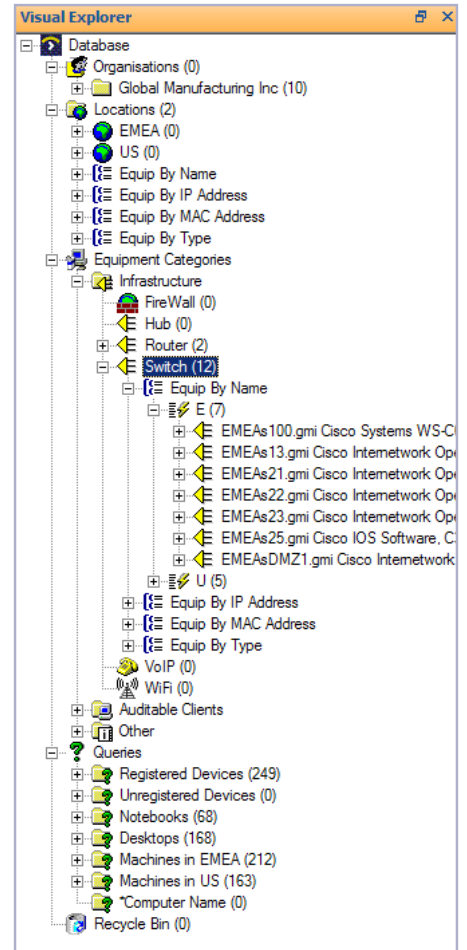 Visual Explorer
Database
Organisations (0)
Global Manufacturing Inc (10)
Locations (2)
EMEA (0)
US (0)
Equip By Name
Equip By IP Address
Equip By MAC Address
Equip By Type
Equipment Categories
Infrastructure
FireWall (0)
Hub (0)
Router (2)
Switch (12)
Equip By Name
E (7)
EMEAs100.gmi Cisco Systems WS-C
EMEAs13.gmi Cisco Internetwork Ope
EMEAs21.gmi Cisco Internetwork Ope
EMEAs22.gmi Cisco Internetwork Ope
EMEAs23.gmi Cisco Internetwork Ope
EMEAs25.gmi Cisco IOS Software, C
EMEAsDMZ1.gmi Cisco Internetwork
U (5)
Equip By IP Address
Equip By MAC Address
Equip By Type
VoIP (0)
WiFi (0)
Auditable Clients
Other
Queries
Registered Devices (249)
Unregistered Devices (0)
Notebooks (68)
Desktops (168)
Machines in EMEA (212)
Machines in US (163)
*Computer Name (0)
Recycle Bin (0)